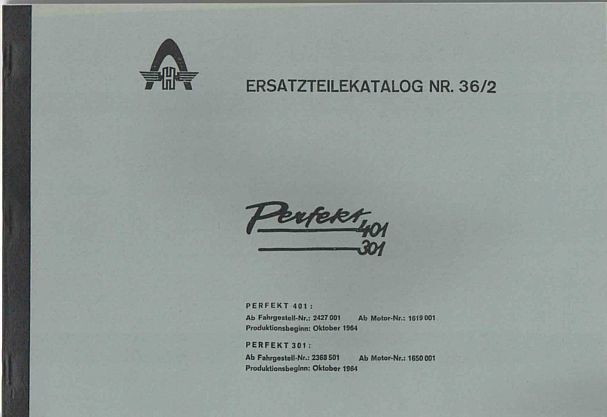 ERSATZTEILEKATALOG NR. 36/2
Perfekt 401
301
PERFEKT 401:
Ab Fahrgestell-Nr.: 2427 001 Ab Motor-Nr.: 1619 001
Produktionsbeginn: Oktober 1964
PERFEKT 301:
Ab Fahrgestell-Nr.: 2368 501 Ab Motor-Nr.: 1650 001
Produktionsbeginn: Oktober 1964